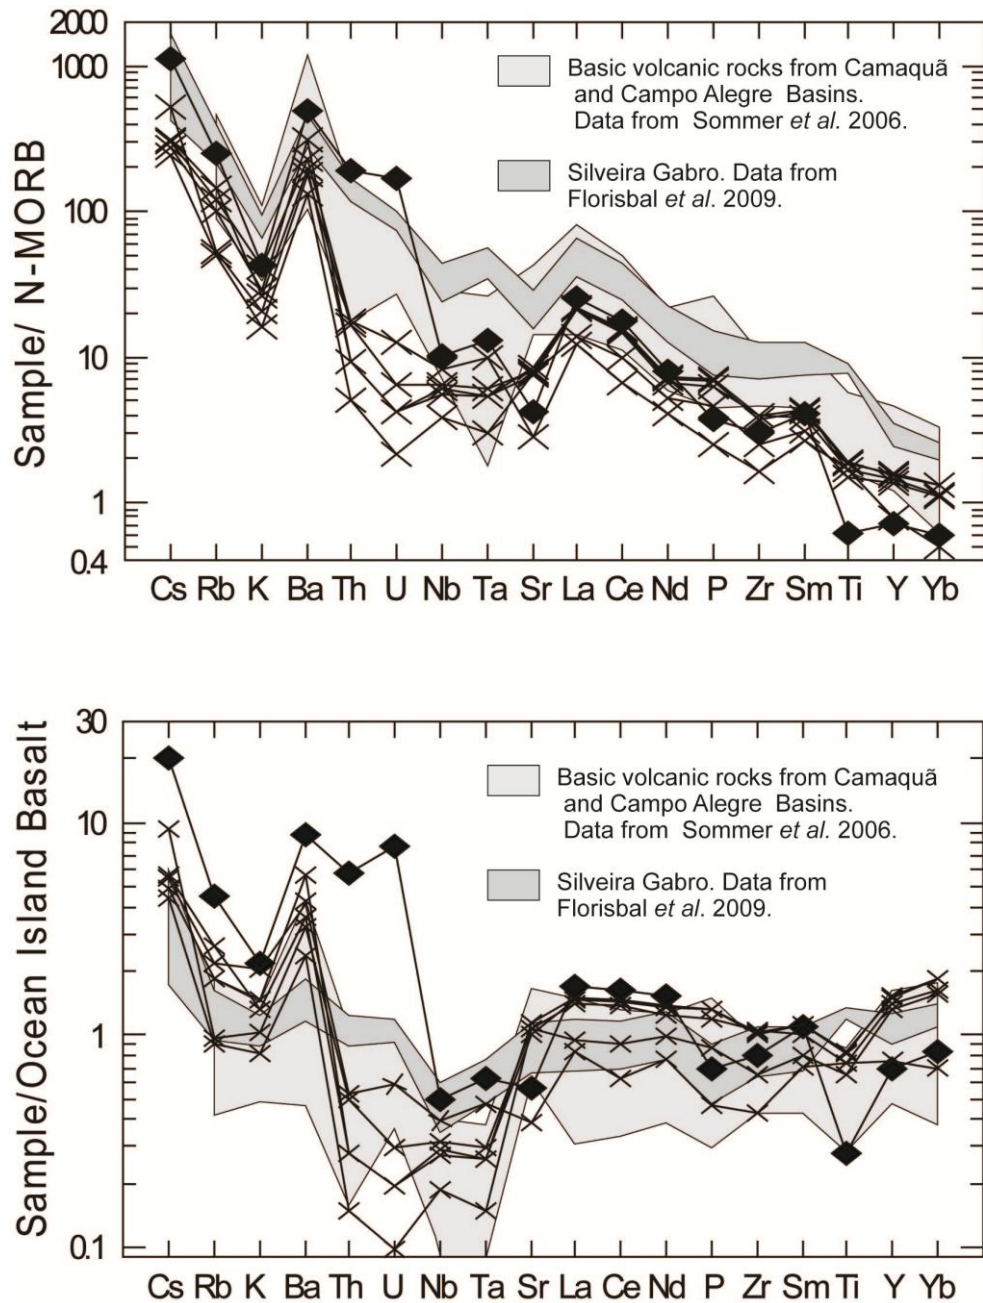 2000
1000
100
10
1
0.4
Sample/ N-MORB
Basic volcanic rocks from Camaquã
and Campo Alegre Basins.
Data from Sommer et al. 2006.
Silveira Gabro. Data from
Florisbal et al. 2009.
Cs Rb K Ba Th U Nb Ta Sr La Ce Nd P Zr Sm Ti Y Yb
30
10
1
0.1
Sample/Ocean Island Basalt
Basic volcanic rocks from Camaquã
and Campo Alegre Basins.
Data from Sommer et al. 2006.
Silveira Gabro. Data from
Florisbal et al. 2009.
Cs Rb K Ba Th U Nb Ta Sr La Ce Nd P Zr Sm Ti Y Yb